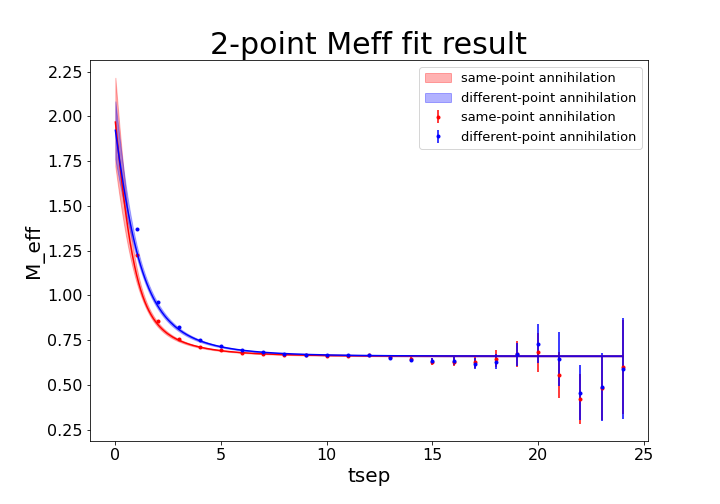 2-point Meff fit result
same-point annihilation
different-point annihilation
same-point annihilation
different-point annihilation
M_eff
2.25
2.00
1.75
1.50
1.25
1.00
0.75
0.50
0.25
0 5 10 15 20 25
tsep